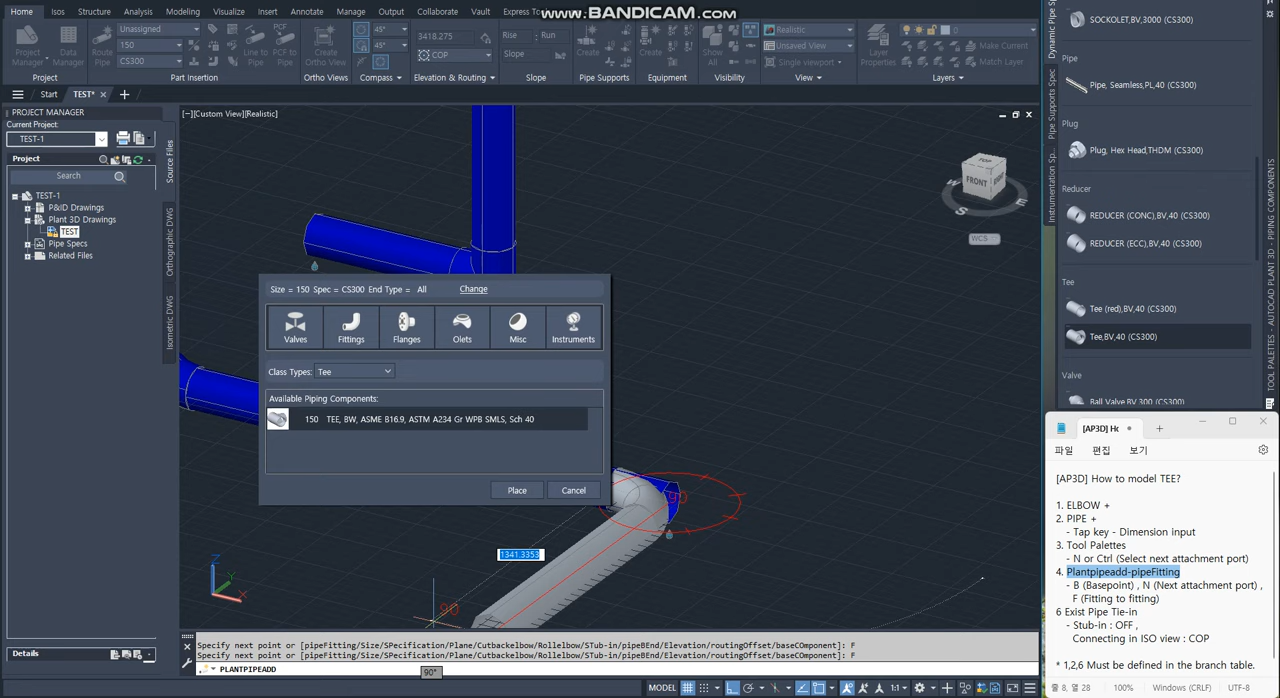 www.BANDICAM.com
Home Isos Structure Analysis Modeling Visualize Insert Annotate Manage Output Collaborate Vault Express To
Project Manager
Data Manager
Project
Route Pipe
Unassigned
150
CS300
Line to Pipe
PCF to Pipe
Part Insertion
Create Ortho View
Ortho Views
45°
45°
Compass
3418.275
COP
Elevation & Routing
Rise Run
Slope
Slope
Create
Pipe Supports
Equipment
Show All
Visibility
Realistic
Unsaved View
Single viewport
View
Layer Properties
0
Make Current
Match Layer
Layers
Start TEST*
PROJECT MANAGER
Current Project:
TEST-1
Project
Search
TEST-1
P&ID Drawings
Plant 3D Drawings
TEST
Pipe Specs
Related Files
Details
Source Files
Orthographic DWG
Isometric DWG
[-][Custom View][Realistic]
TOP
FRONT
RIGHT
W
S
E
WCS
Size = 150 Spec = CS300 End Type = All Change
Valves Fittings Flanges Olets Misc Instruments
Class Types: Tee
Available Piping Components:
150 TEE, BW, ASME B16.9, ASTM A234 Gr WPB SMLS, Sch 40
Place Cancel
1341.3353
90
90
Z
Y
X
Specify next point or [pipeFitting/Size/SPecification/Plane/Cutbackelbow/Rollelbow/STub-in/pipeBEnd/Elevation/routingOffset/baseCOmponent]: F
Specify next point or [pipeFitting/Size/SPecification/Plane/Cutbackelbow/Rollelbow/STub-in/pipeBEnd/Elevation/routingOffset/baseCOmponent]: F
PLANTPIPEADD
90°
MODEL
1:1
Dynamic Pipe Spec
Pipe Supports Spec
Instrumentation Sp...
TOOL PALETTES - AUTOCAD PLANT 3D - PIPING COMPONENTS
SOCKOLET,BV,3000 (CS300)
Pipe
Pipe, Seamless,PL,40 (CS300)
Plug
Plug, Hex Head,THDM (CS300)
Reducer
REDUCER (CONC),BV,40 (CS300)
REDUCER (ECC),BV,40 (CS300)
Tee
Tee (red),BV,40 (CS300)
Tee,BV,40 (CS300)
Valve
Ball Valve,BV,300 (CS300)
[AP3D] Hc
파일 편집 보기
[AP3D] How to model TEE?
1. ELBOW +
2. PIPE +
- Tap key - Dimension input
3. Tool Palettes
- N or Ctrl (Select next attachment port)
4. Plantpipeadd-pipeFitting
- B (Basepoint) , N (Next attachment port) ,
F (Fitting to fitting)
6 Exist Pipe Tie-in
- Stub-in : OFF ,
Connecting in ISO view : COP
* 1,2,6 Must be defined in the branch table.
줄 8, 열 28 100% Windows (CRLF) UTF-8